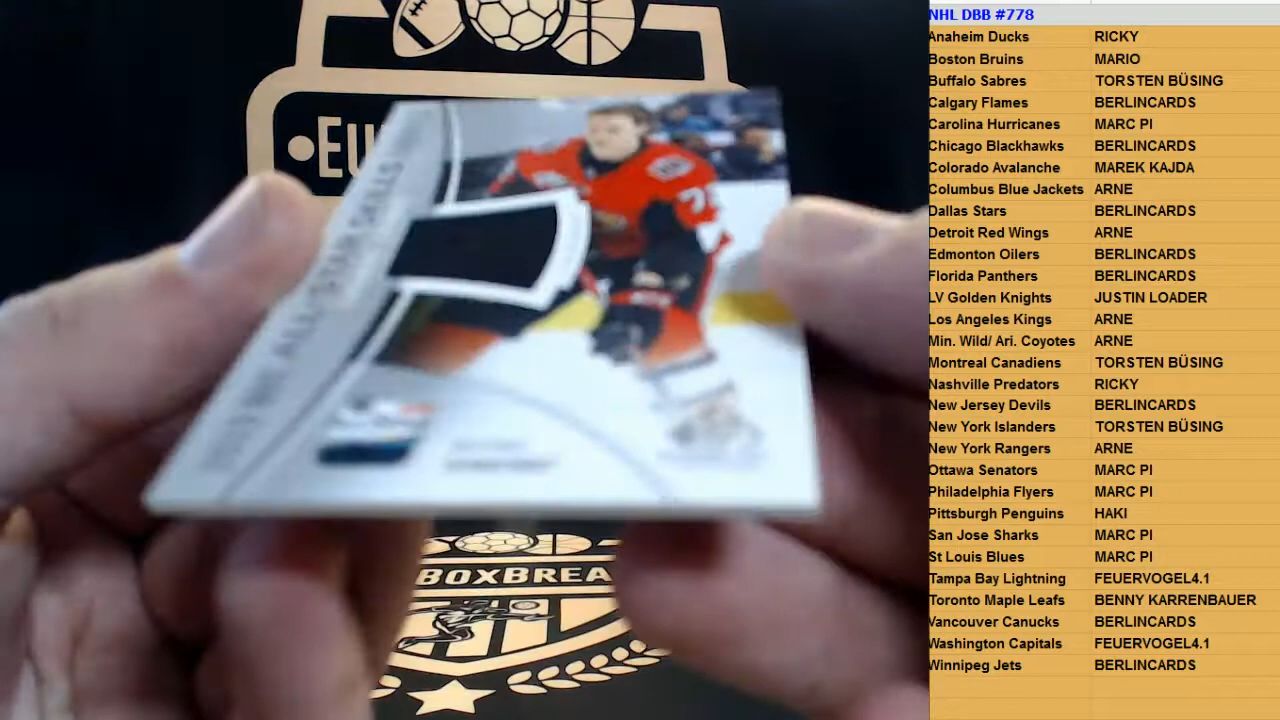 •EU
ALL-STAR SKILLS
7
BOXBREA
NHL DBB #778
Anaheim Ducks RICKY
Boston Bruins MARIO
Buffalo Sabres TORSTEN BÜSING
Calgary Flames BERLINCARDS
Carolina Hurricanes MARC PI
Chicago Blackhawks BERLINCARDS
Colorado Avalanche MAREK KAJDA
Columbus Blue Jackets ARNE
Dallas Stars BERLINCARDS
Detroit Red Wings ARNE
Edmonton Oilers BERLINCARDS
Florida Panthers BERLINCARDS
LV Golden Knights JUSTIN LOADER
Los Angeles Kings ARNE
Min. Wild/ Ari. Coyotes ARNE
Montreal Canadiens TORSTEN BÜSING
Nashville Predators RICKY
New Jersey Devils BERLINCARDS
New York Islanders TORSTEN BÜSING
New York Rangers ARNE
Ottawa Senators MARC PI
Philadelphia Flyers MARC PI
Pittsburgh Penguins HAKI
San Jose Sharks MARC PI
St Louis Blues MARC PI
Tampa Bay Lightning FEUERVOGEL4.1
Toronto Maple Leafs BENNY KARRENBAUER
Vancouver Canucks BERLINCARDS
Washington Capitals FEUERVOGEL4.1
Winnipeg Jets BERLINCARDS